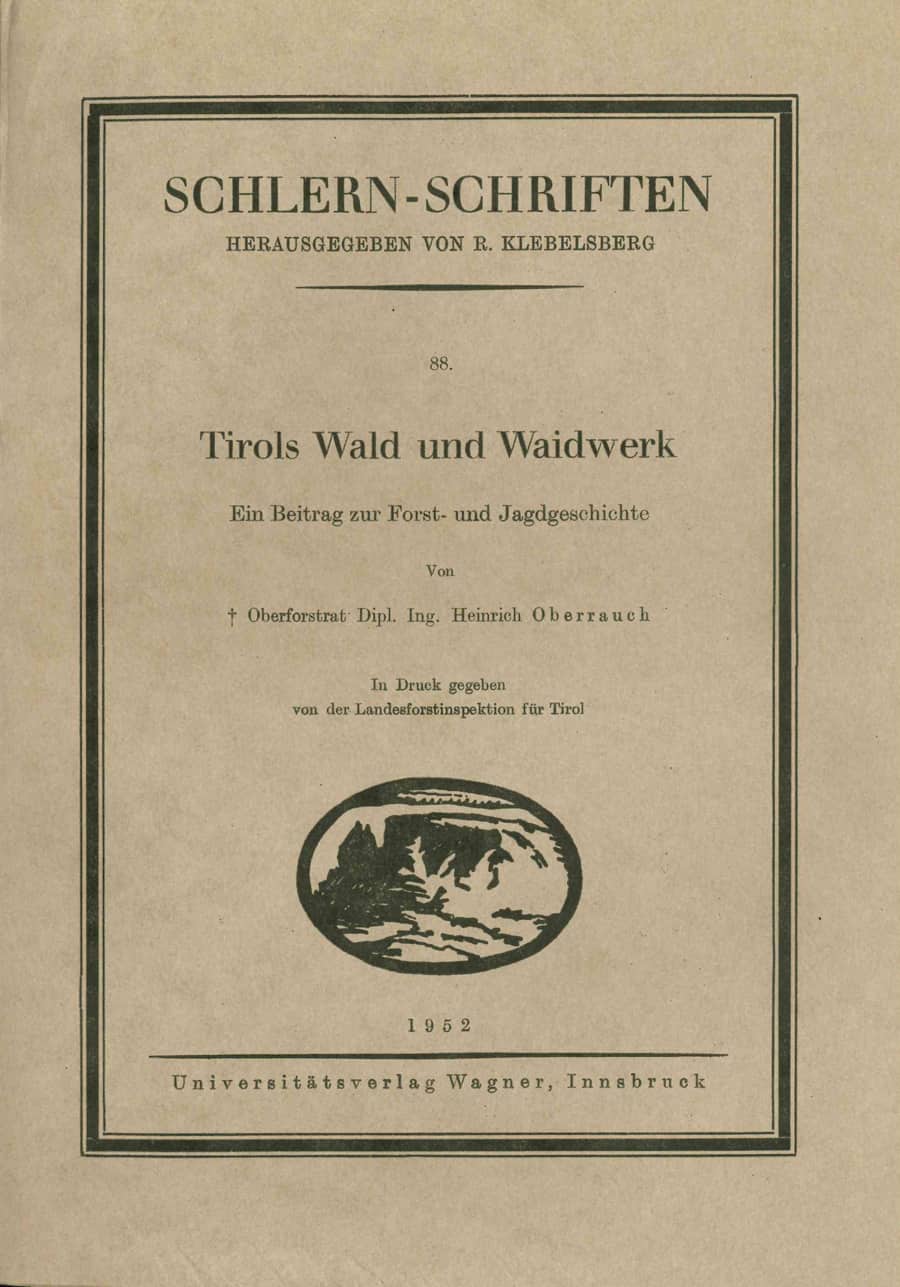 SCHLERN-SCHRIFTEN
HERAUSGEGEBEN VON R. KLEBELSBERG
88.
Tirols Wald und Waidwerk
Ein Beitrag zur Forst- und Jagdgeschichte
Von
† Oberforstrat Dipl. Ing. Heinrich Oberrauch
In Druck gegeben
von der Landesforstinspektion für Tirol
1952
Universitätsverlag Wagner, Innsbruck